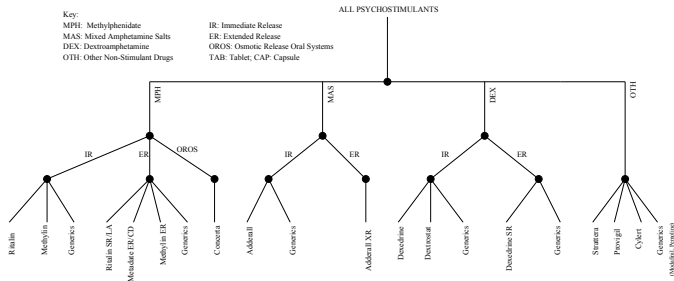 ALL PSYCHOSTIMULANTS
Key:
MPH: Methylphenidate
MAS: Mixed Amphetamine Salts
DEX: Dextroamphetamine
OTH: Other Non-Stimulant Drugs
IR: Immediate Release
ER: Extended Release
OROS: Osmotic Release Oral Systems
TAB: Tablet; CAP: Capsule
MPH
MAS
DEX
OTH
IR
ER
OROS
IR
ER
IR
ER
Ritalin
Methylin
Generics
Ritalin SR/LA
Metadate ER/CD
Methylin ER
Generics
Concerta
Adderall
Generics
Adderall XR
Dexedrine
Dextrostat
Generics
Dexedrine SR
Generics
Strattera
Provigil
Cylert
Generics